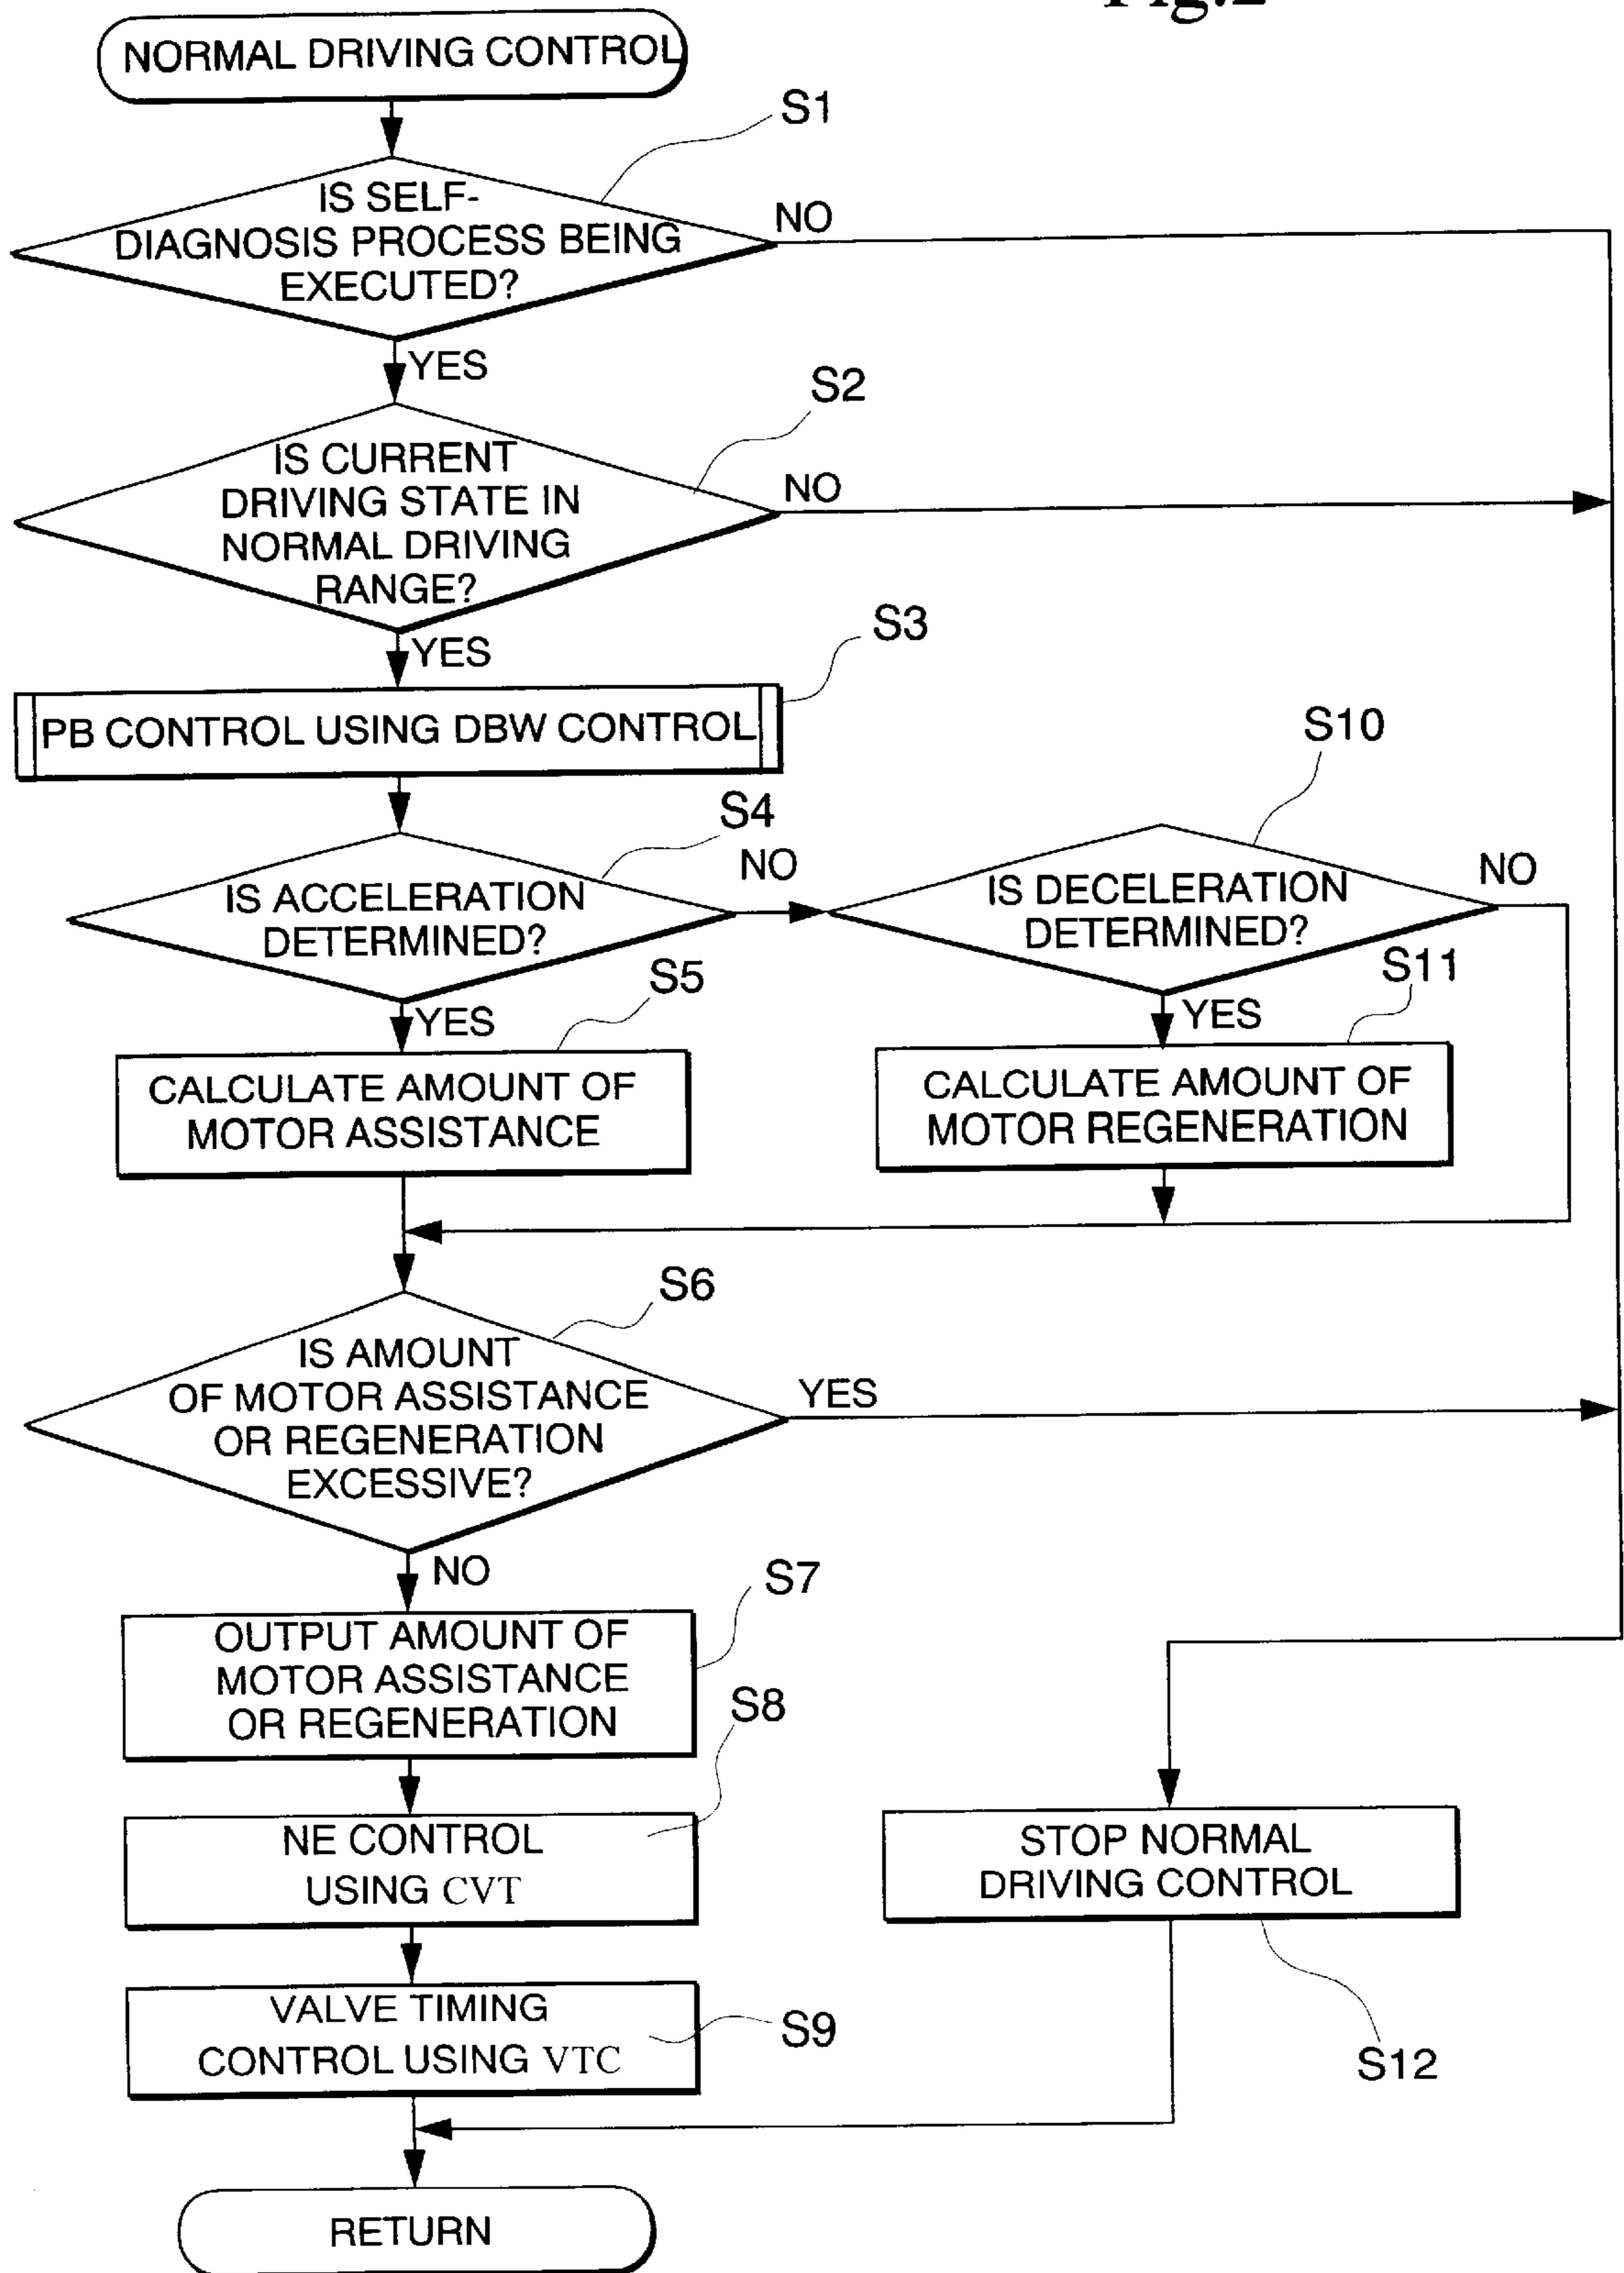 Fig.2
NORMAL DRIVING CONTROL
S1
IS SELF-
DIAGNOSIS PROCESS BEING
EXECUTED?
NO
YES
S2
IS CURRENT
DRIVING STATE IN
NORMAL DRIVING
RANGE?
NO
YES
S3
PB CONTROL USING DBW CONTROL
S4
IS ACCELERATION
DETERMINED?
NO
S10
IS DECELERATION
DETERMINED?
NO
YES
S5
CALCULATE AMOUNT OF
MOTOR ASSISTANCE
YES
S11
CALCULATE AMOUNT OF
MOTOR REGENERATION
S6
IS AMOUNT
OF MOTOR ASSISTANCE
OR REGENERATION
EXCESSIVE?
YES
NO
S7
OUTPUT AMOUNT OF
MOTOR ASSISTANCE
OR REGENERATION
S8
NE CONTROL
USING CVT
STOP NORMAL
DRIVING CONTROL
S12
VALVE TIMING
CONTROL USING VTC
S9
RETURN